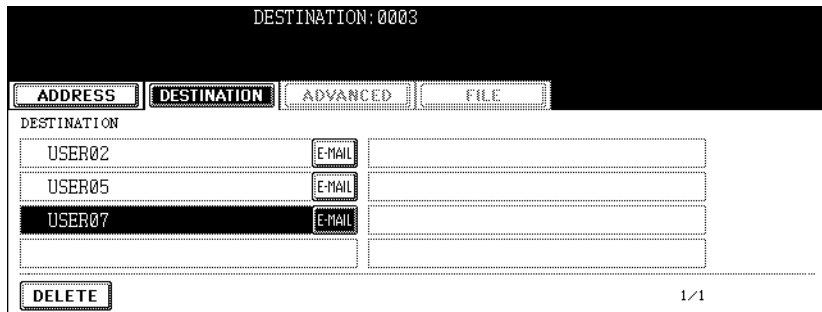 DESTINATION:0003
ADDRESS DESTINATION ADVANCED FILE
DESTINATION
USER02 E-MAIL
USER05 E-MAIL
USER07 E-MAIL
DELETE 1/1